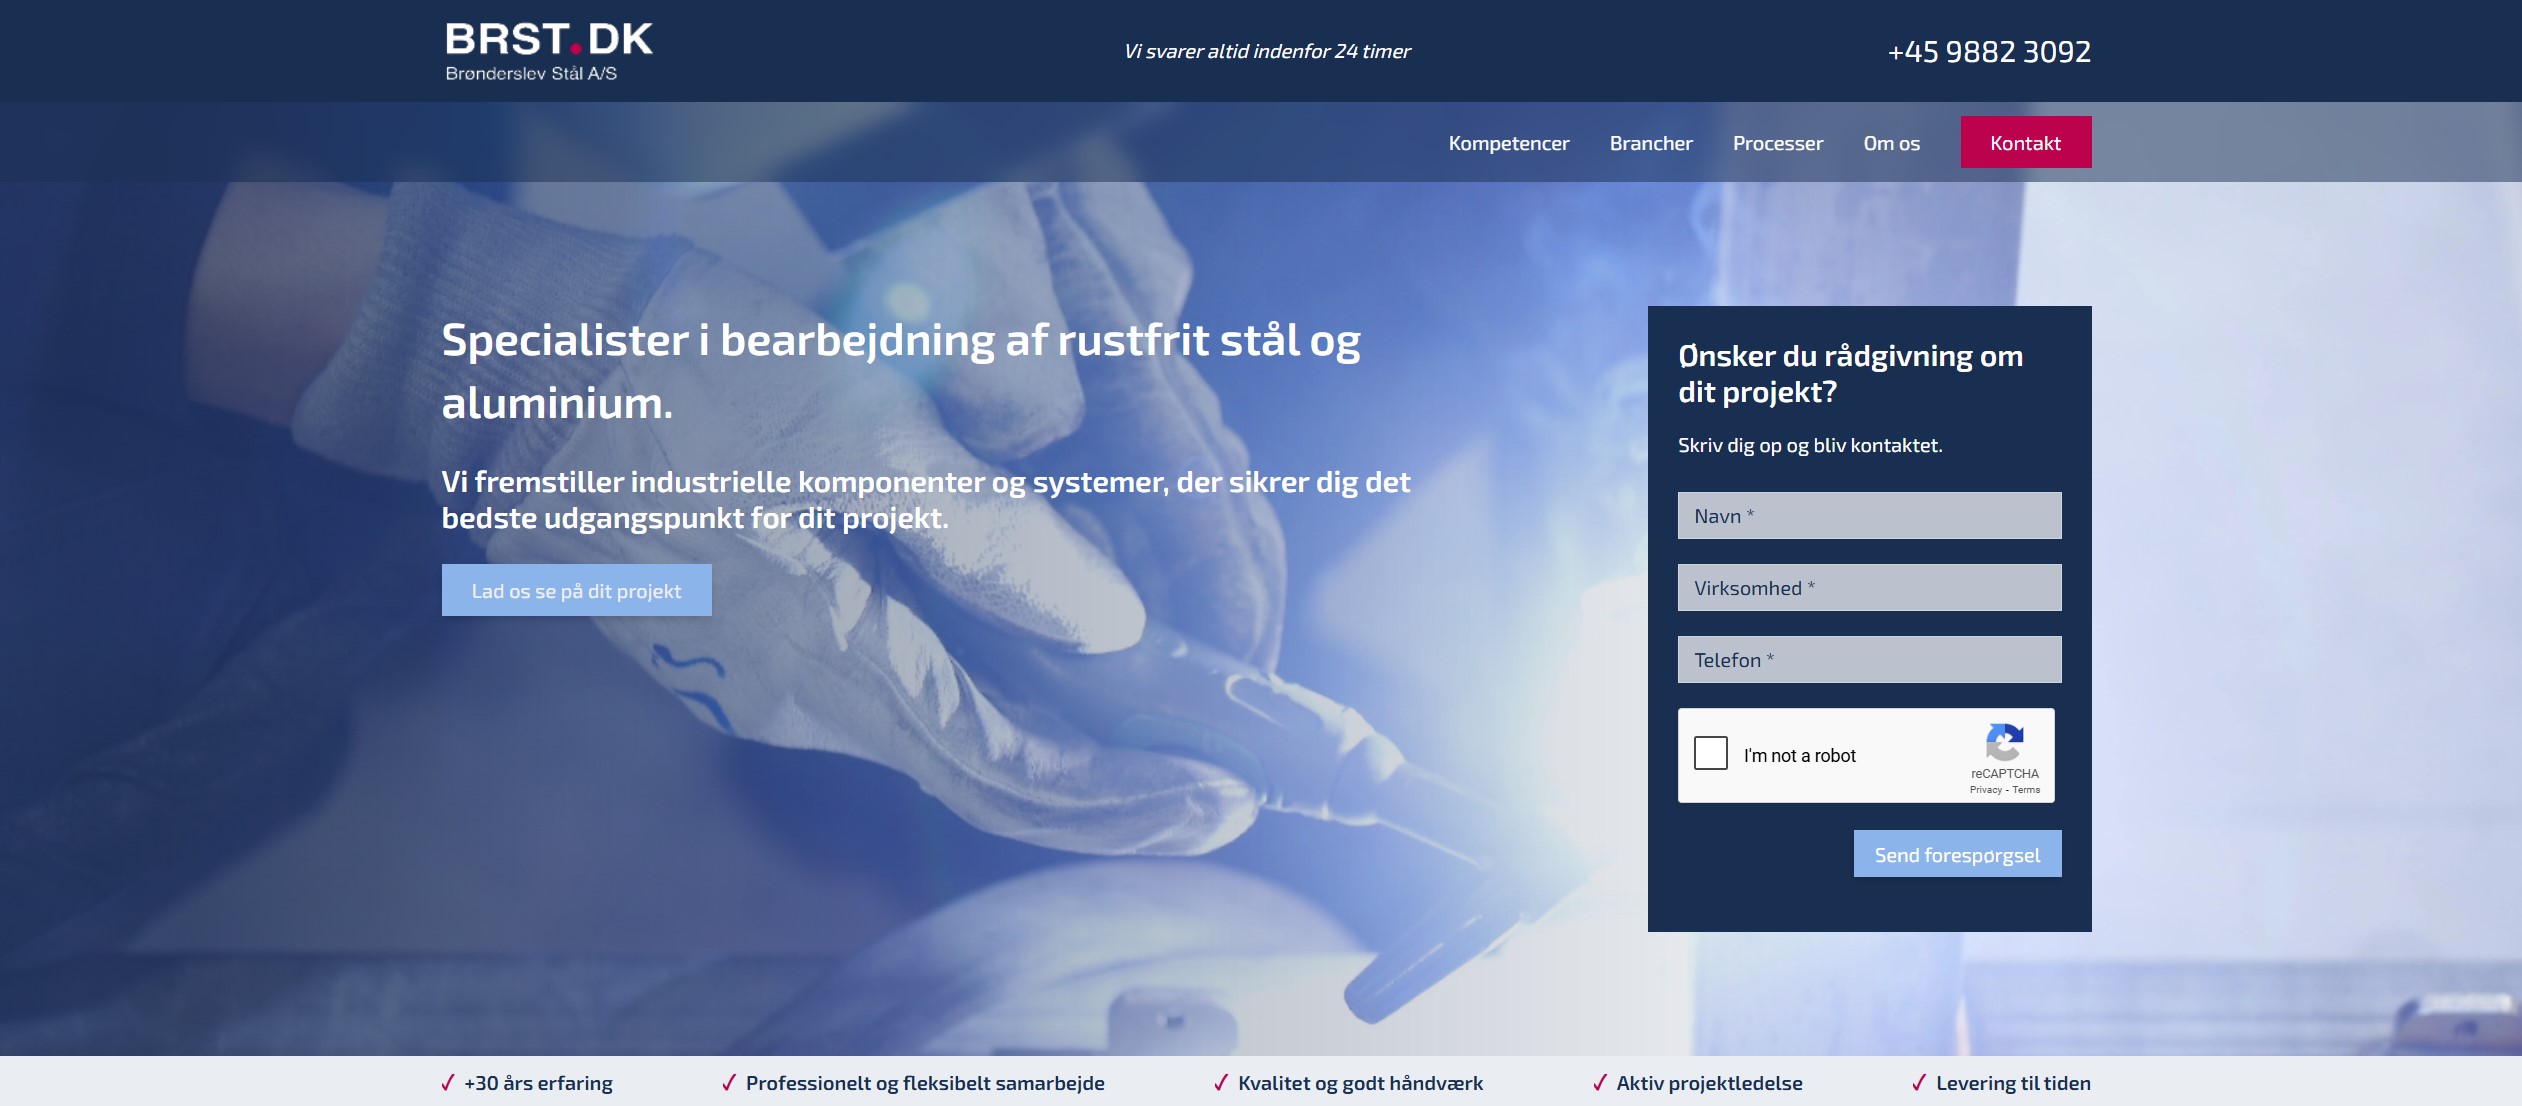 BRST.DK
Brønderslev Stål A/S
Vi svarer altid indenfor 24 timer
+45 9882 3092
Kompetencer
Brancher
Processer
Om os
Kontakt
Specialister i bearbejdning af rustfrit stål og
aluminium.
Vi fremstiller industrielle komponenter og systemer, der sikrer dig det
bedste udgangspunkt for dit projekt.
Lad os se på dit projekt
Ønsker du rådgivning om
dit projekt?
Skriv dig op og bliv kontaktet.
Navn *
Virksomhed *
Telefon *
I'm not a robot
reCAPTCHA
Privacy - Terms
Send forespørgsel
+30 års erfaring
Professionelt og fleksibelt samarbejde
Kvalitet og godt håndværk
Aktiv projektledelse
Levering til tiden